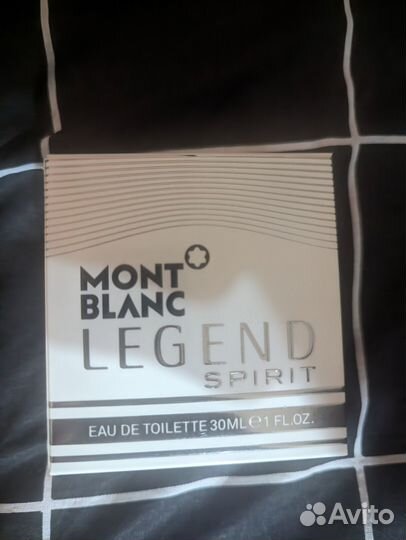 MONT
BLANC
LEGEND
SPIRIT
EAU DE TOILETTE 30ML ℮ 1 FL.OZ.
Avito